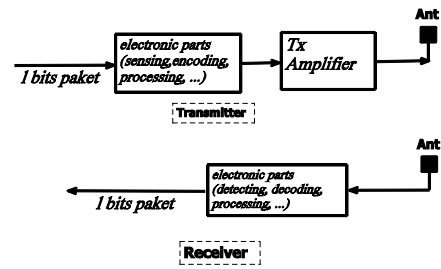 Ant
electronic parts
(sensing,encoding,
processing, ...)
Tx
Amplifier
l bits paket
Transmitter
Ant
electronic parts
(detecting, decoding,
processing, ...)
l bits paket
Receiver